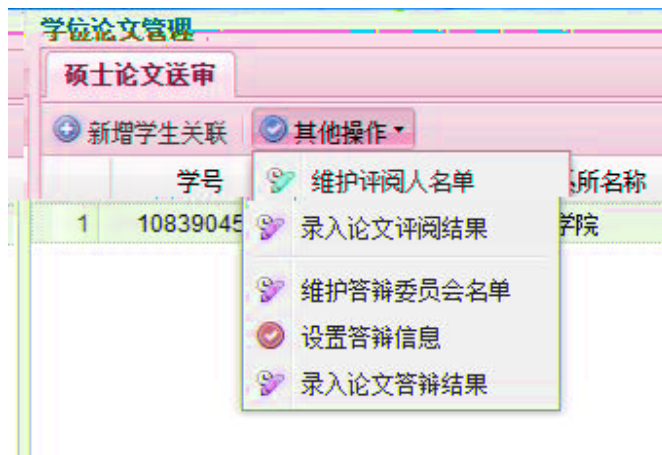 学位论文管理
硕士论文送审
新增学生关联 其他操作
学号 所名称
1 10839045 学院
维护评阅人名单
录入论文评阅结果
维护答辩委员会名单
设置答辩信息
录入论文答辩结果